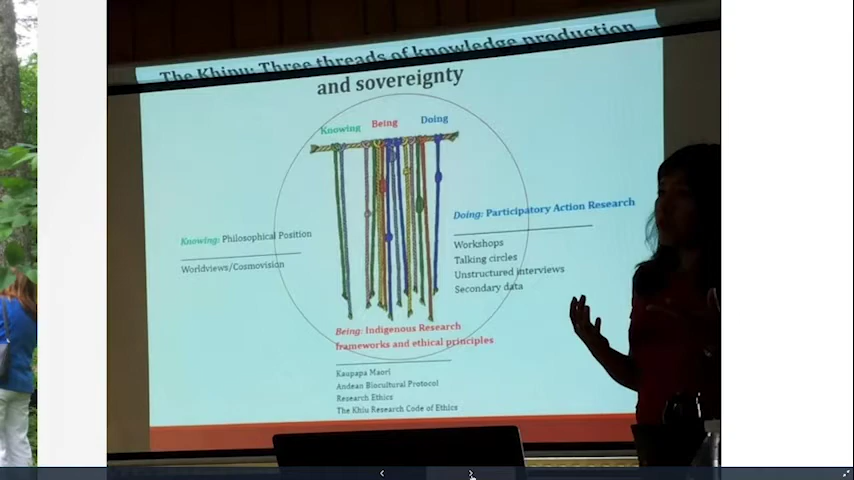 The Khipu: Three threads of knowledge production
and sovereignty
Knowing
Being
Doing
Knowing: Philosophical Position
Worldviews/Cosmovision
Doing: Participatory Action Research
Workshops
Talking circles
Unstructured interviews
Secondary data
Being: Indigenous Research
frameworks and ethical principles
Kaupapa Maori
Andean Biocultural Protocol
Research Ethics
The Khiu Research Code of Ethics